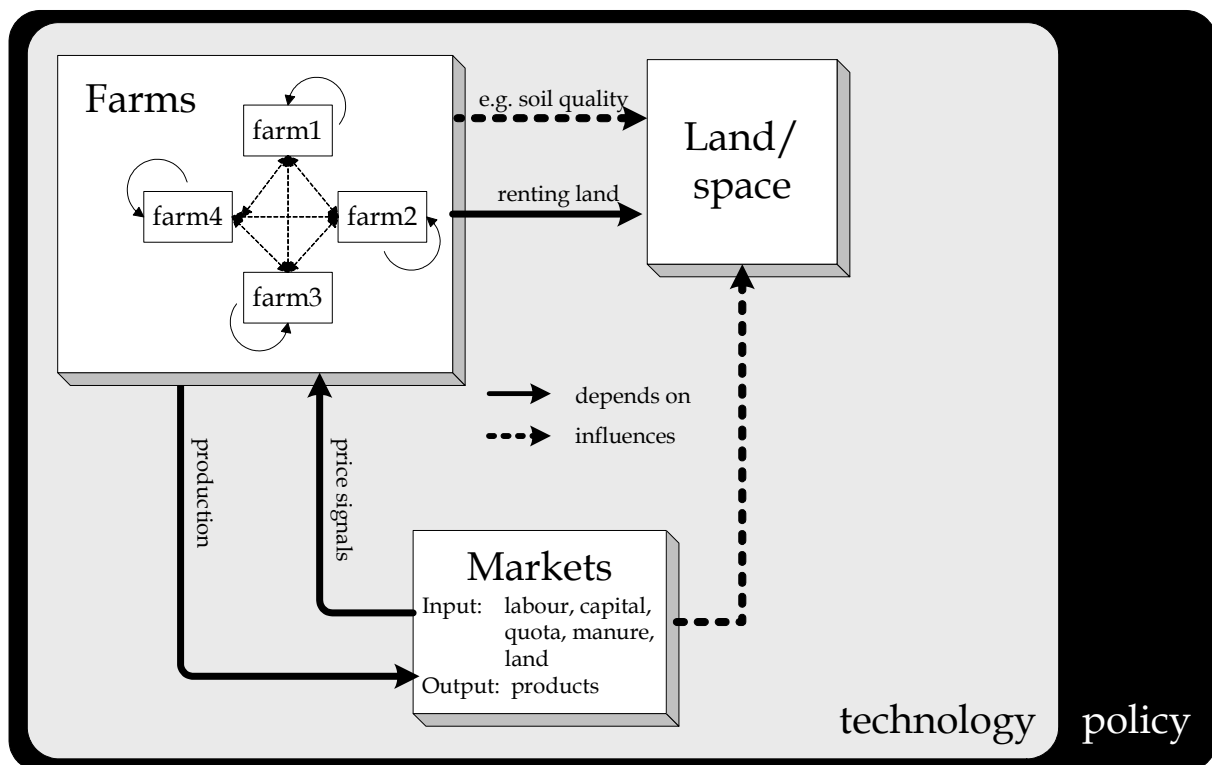 Farms
farm1
farm4
farm2
farm3
e.g. soil quality
renting land
Land/
space
depends on
influences
production
price signals
Markets
Input: labour, capital,
quota, manure,
land
Output: products
technology
policy